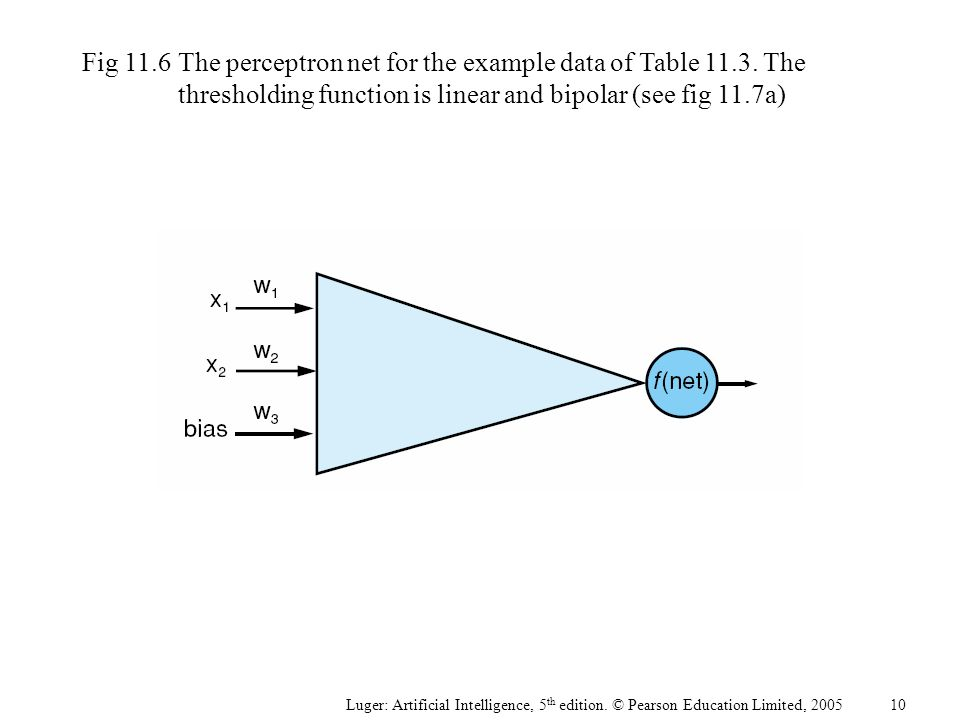 Fig 11.6 The perceptron net for the example data of Table 11.3. The
thresholding function is linear and bipolar (see fig 11.7a)
w1
x1
w2
x2
w3
bias
f(net)
Luger: Artificial Intelligence, 5th edition. © Pearson Education Limited, 2005 10